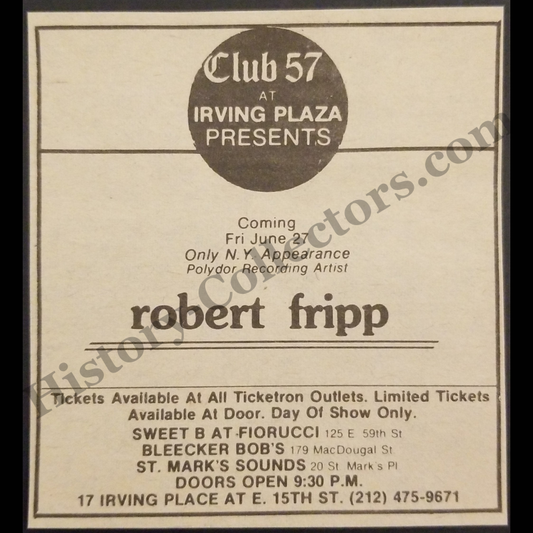 Club 57
AT
IRVING PLAZA
PRESENTS
Coming
Fri June 27
Only N.Y. Appearance
Polydor Recording Artist
robert fripp
Tickets Available At All Ticketron Outlets. Limited Tickets
Available At Door. Day Of Show Only.
SWEET B AT FIORUCCI 125 E 59th St
BLEECKER BOB'S 179 MacDougal St
ST. MARK'S SOUNDS 20 St Mark's Pl
DOORS OPEN 9:30 P.M.
17 IRVING PLACE AT E. 15TH ST. (212) 475-9671
History-Collectors.com